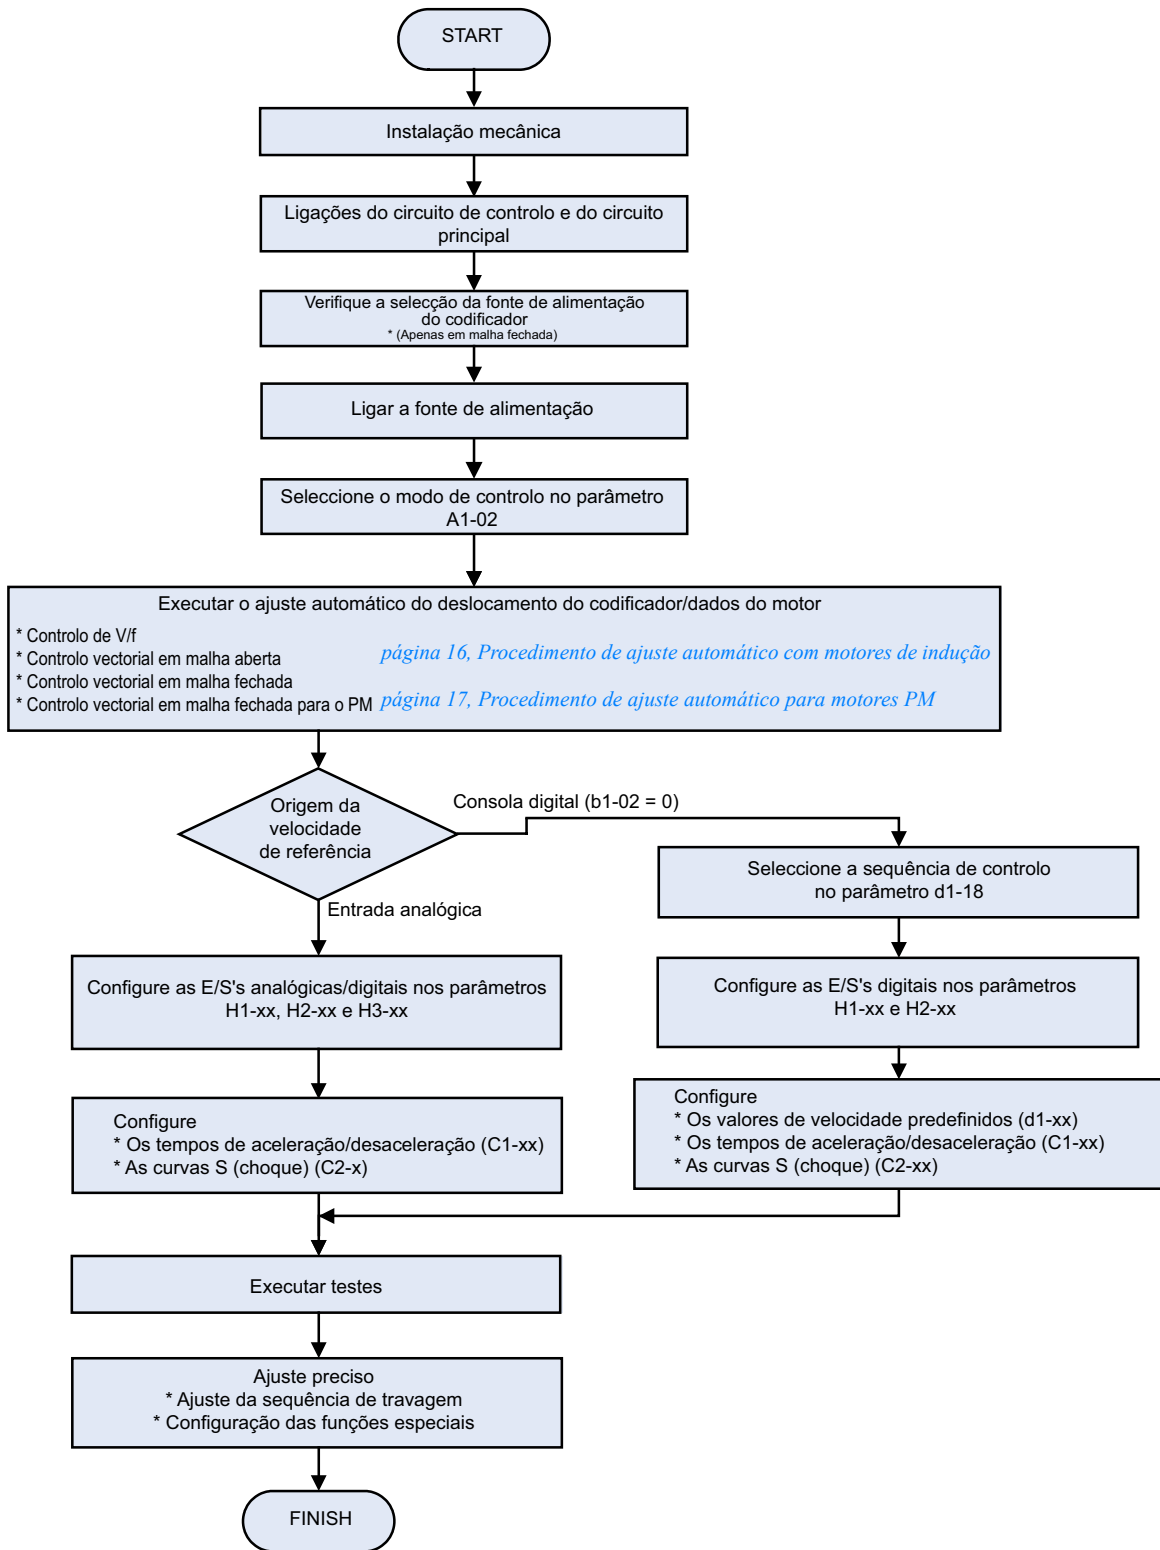 START
Instalação mecânica
Ligações do circuito de controlo e do circuito
principal
Verifique a selecção da fonte de alimentação
do codificador
* (Apenas em malha fechada)
Ligar a fonte de alimentação
Seleccione o modo de controlo no parâmetro
A1-02
Executar o ajuste automático do deslocamento do codificador/dados do motor
* Controlo de V/f
* Controlo vectorial em malha aberta
página 16, Procedimento de ajuste automático com motores de indução
* Controlo vectorial em malha fechada
* Controlo vectorial em malha fechada para o PM
página 17, Procedimento de ajuste automático para motores PM
Origem da
velocidade
de referência
Consola digital (b1-02 = 0)
Entrada analógica
Seleccione a sequência de controlo
no parâmetro d1-18
Configure as E/S's analógicas/digitais nos parâmetros
H1-xx, H2-xx e H3-xx
Configure as E/S's digitais nos parâmetros
H1-xx e H2-xx
Configure
* Os tempos de aceleração/desaceleração (C1-xx)
* As curvas S (choque) (C2-x)
Configure
* Os valores de velocidade predefinidos (d1-xx)
* Os tempos de aceleração/desaceleração (C1-xx)
* As curvas S (choque) (C2-xx)
Executar testes
Ajuste preciso
* Ajuste da sequência de travagem
* Configuração das funções especiais
FINISH